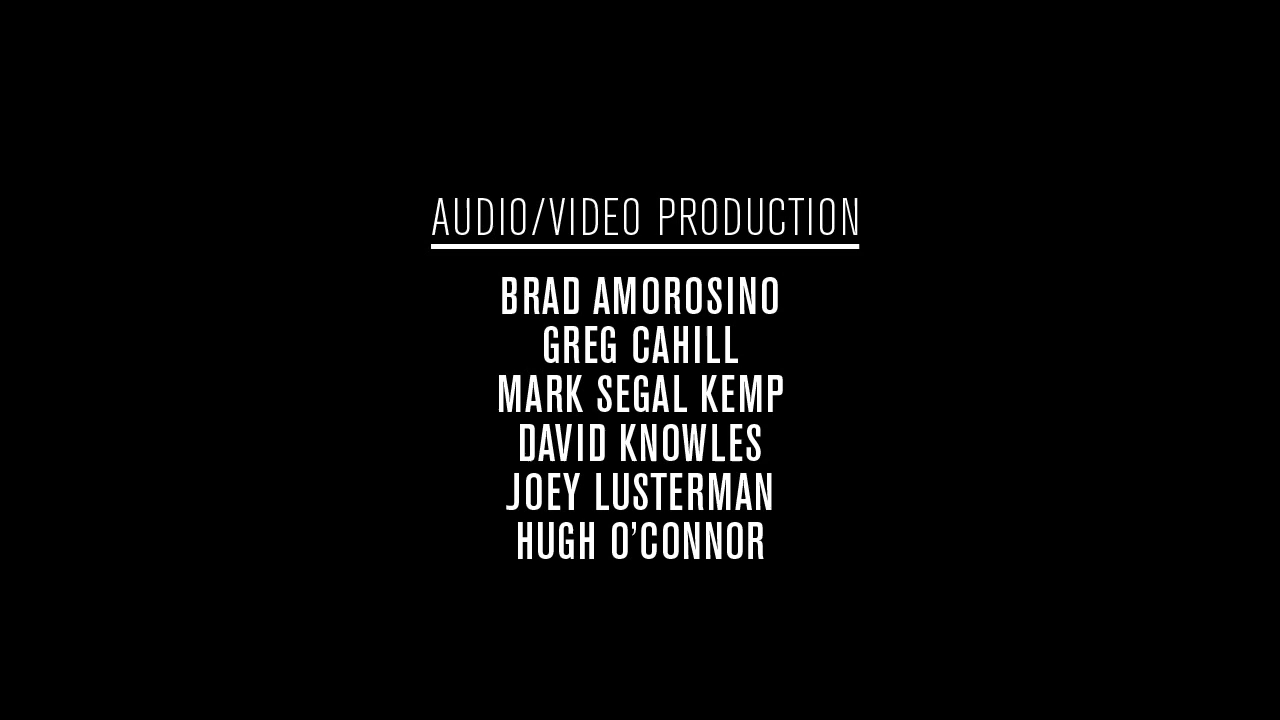 AUDIO/VIDEO PRODUCTION
BRAD AMOROSINO
GREG CAHILL
MARK SEGAL KEMP
DAVID KNOWLES
JOEY LUSTERMAN
HUGH O’CONNOR